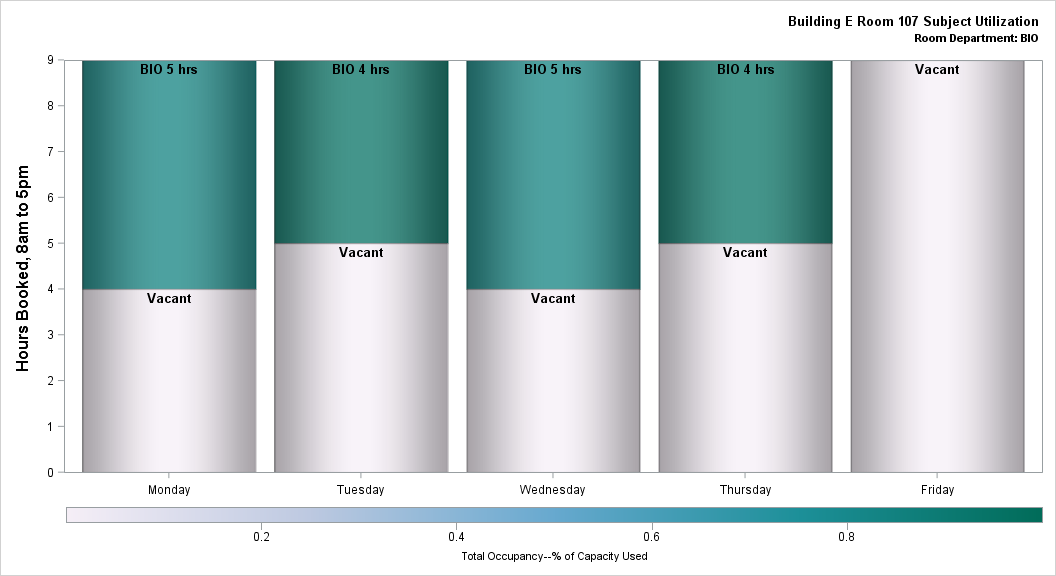 Building E Room 107 Subject Utilization
Room Department: BIO
Hours Booked, 8am to 5pm
9
8
7
6
5
4
3
2
1
0
BIO 5 hrs
Vacant
BIO 4 hrs
Vacant
BIO 5 hrs
Vacant
BIO 4 hrs
Vacant
Vacant
Monday Tuesday Wednesday Thursday Friday
0.2 0.4 0.6 0.8
Total Occupancy--% of Capacity Used